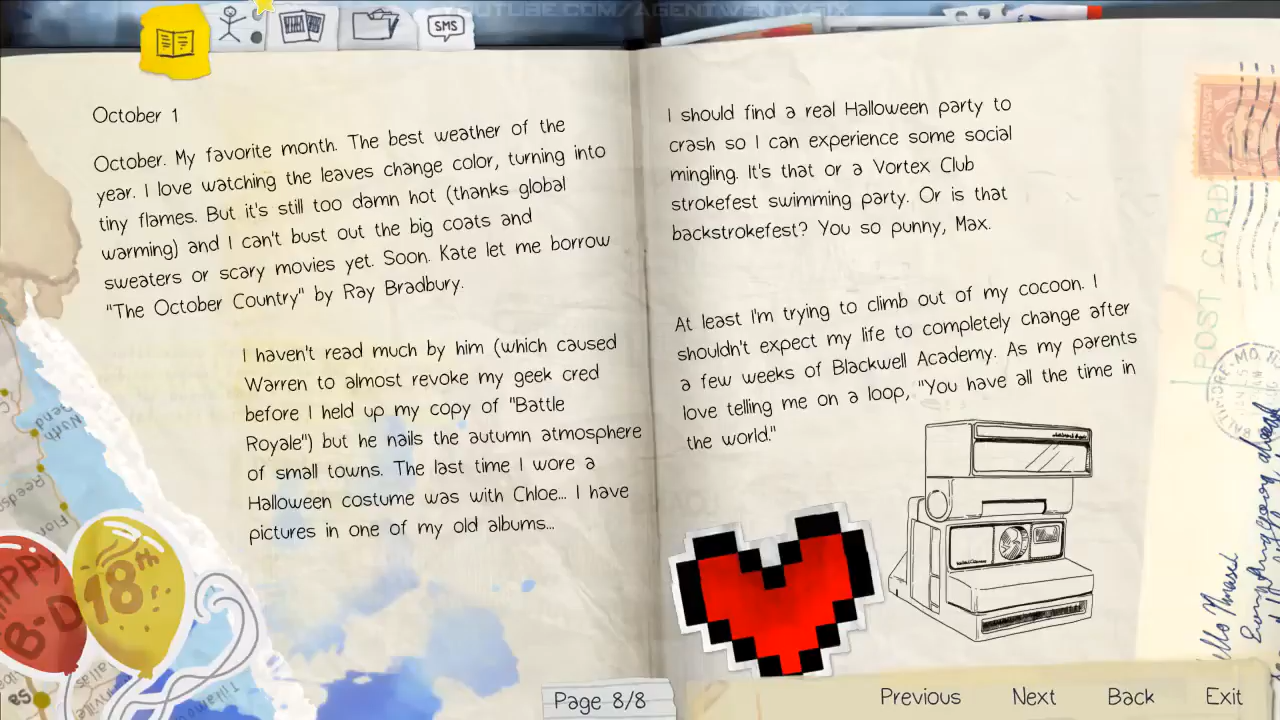 YOUTUBE.COM/AGENTTWENTYSIX
SMS
October 1
October. My favorite month. The best weather of the
year. I love watching the leaves change color, turning into
tiny flames. But it's still too damn hot (thanks global
warming) and I can't bust out the big coats and
sweaters or scary movies yet. Soon. Kate let me borrow
"The October Country" by Ray Bradbury.
I haven't read much by him (which caused
Warren to almost revoke my geek cred
before I held up my copy of "Battle
Royale") but he nails the autumn atmosphere
of small towns. The last time I wore a
Halloween costume was with Chloe... I have
pictures in one of my old albums...
I should find a real Halloween party to
crash so I can experience some social
mingling. It's that or a Vortex Club
strokefest swimming party. Or is that
backstrokefest? You so punny, Max.
At least I'm trying to climb out of my cocoon. I
shouldn't expect my life to completely change after
a few weeks of Blackwell Academy. As my parents
love telling me on a loop, "You have all the time in
the world."
18th
POST CARD
North
Bend
Page 8/8
Previous
Next
Back
Exit